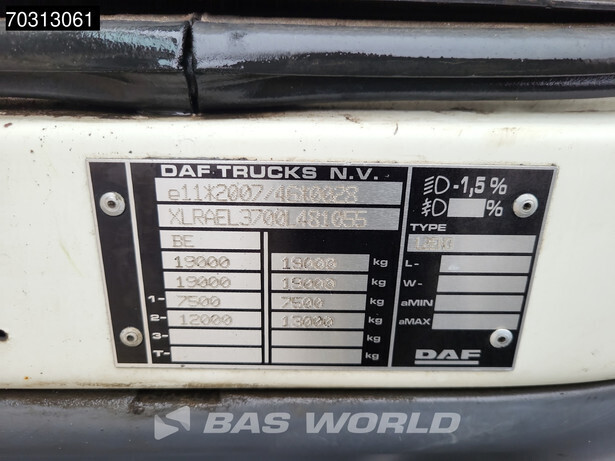 70313061
DAF TRUCKS N.V.
e11*2007/46*0028
XLRAEL3700L481055
BE
19000 19000 kg
19000 19000 kg
1- 7500 7500 kg
2- 12000 13000 kg
3- kg
T- kg
-1,5%
%
TYPE
L-
W-
aMIN
aMAX
DAF
BAS WORLD